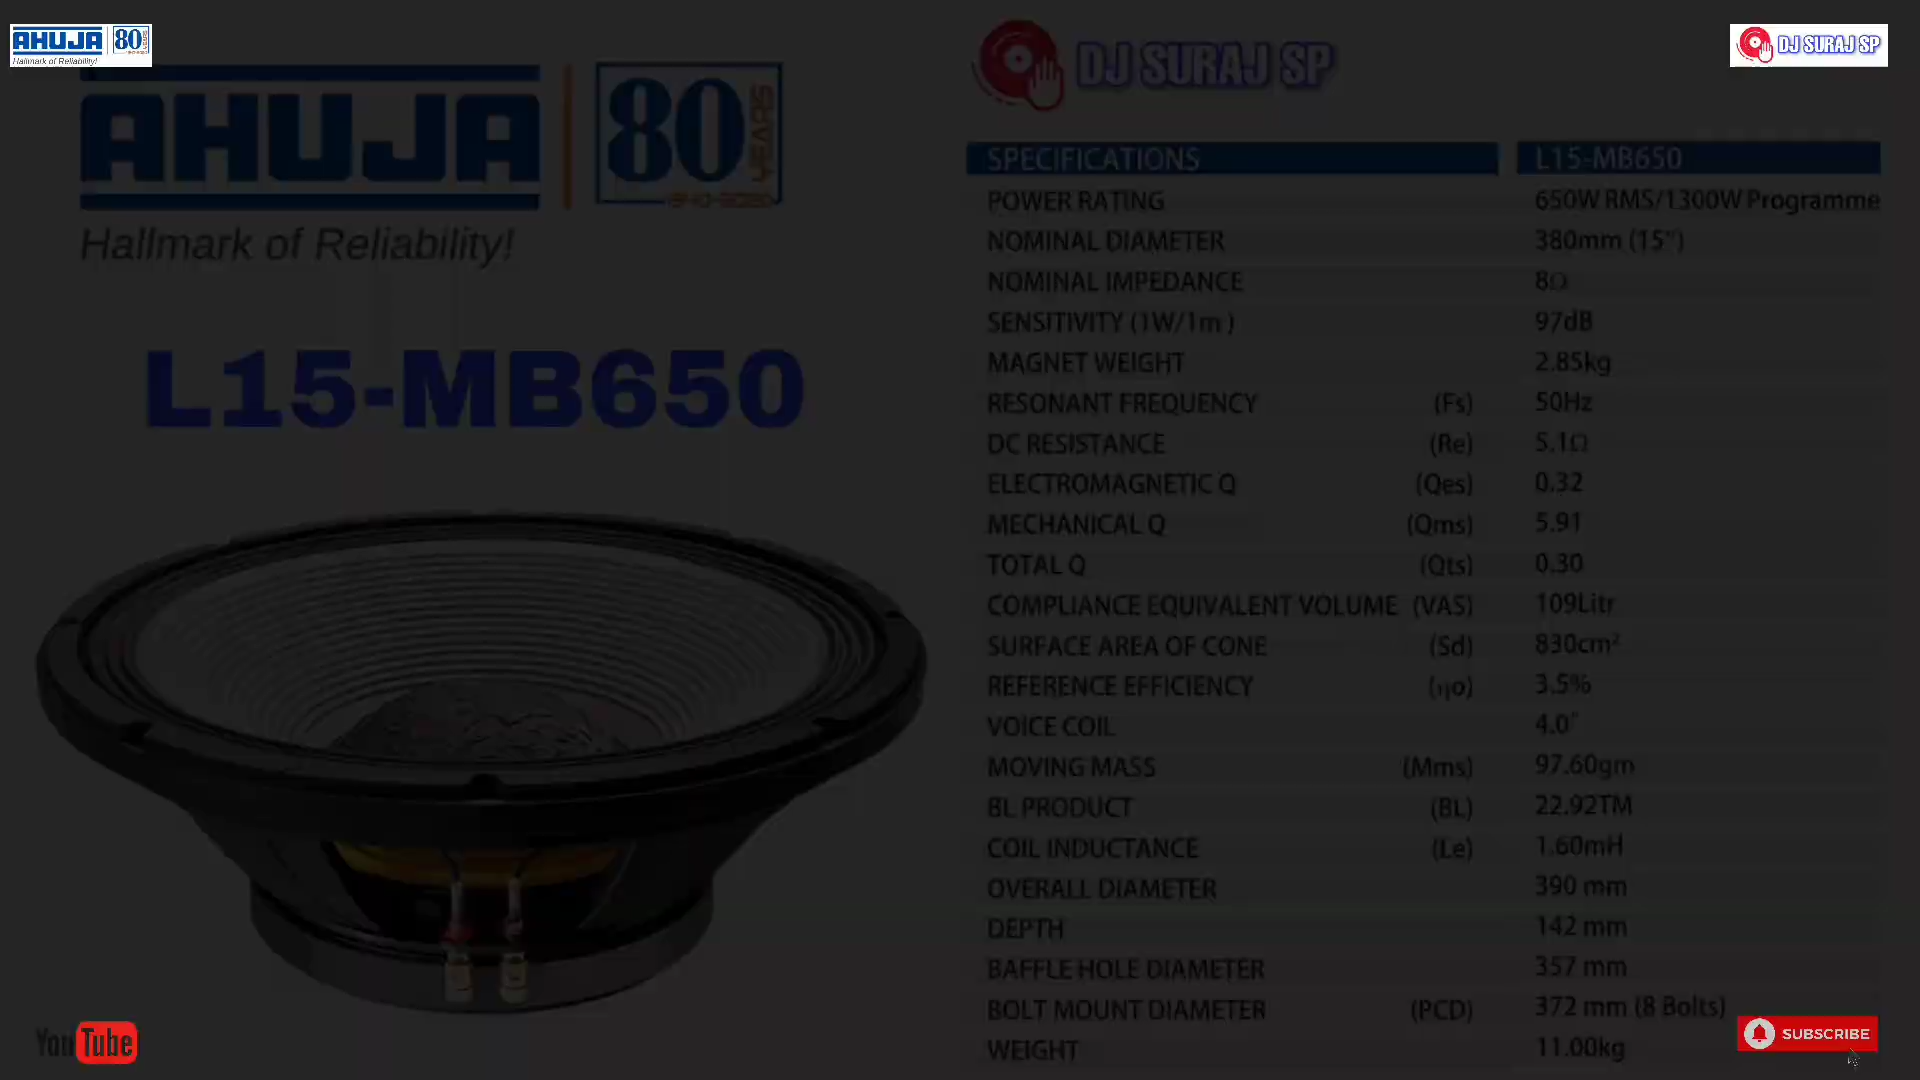 AHUJA 80 YEARS
Hallmark of Reliability!
DJ SURAJ SP
AHUJA 80 YEARS
1940-2020
Hallmark of Reliability!
L15-MB650
DJ SURAJ SP
SPECIFICATIONS L15-MB650
POWER RATING 650W RMS/1300W Programme
NOMINAL DIAMETER 380mm (15")
NOMINAL IMPEDANCE 8Ω
SENSITIVITY (1W/1m ) 97dB
MAGNET WEIGHT 2.85kg
RESONANT FREQUENCY (Fs) 50Hz
DC RESISTANCE (Re) 5.1Ω
ELECTROMAGNETIC Q (Qes) 0.32
MECHANICAL Q (Qms) 5.91
TOTAL Q (Qts) 0.30
COMPLIANCE EQUIVALENT VOLUME (VAS) 109Litr
SURFACE AREA OF CONE (Sd) 830cm²
REFERENCE EFFICIENCY (ηo) 3.5%
VOICE COIL 4.0"
MOVING MASS (Mms) 97.60gm
BL PRODUCT (BL) 22.92TM
COIL INDUCTANCE (Le) 1.60mH
OVERALL DIAMETER 390 mm
DEPTH 142 mm
BAFFLE HOLE DIAMETER 357 mm
BOLT MOUNT DIAMETER (PCD) 372 mm (8 Bolts)
WEIGHT 11.00kg
YouTube
SUBSCRIBE